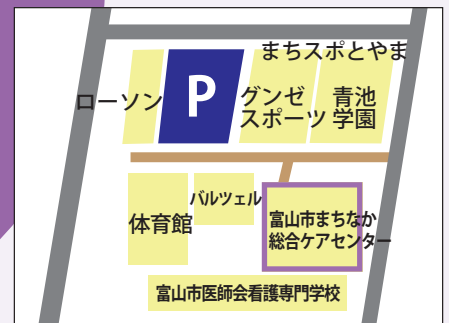 まちスポとやま
ローソン
P
グンゼ
スポーツ
青池
学園
体育館
バルツェル
富山市まちなか
総合ケアセンター
富山市医師会看護専門学校